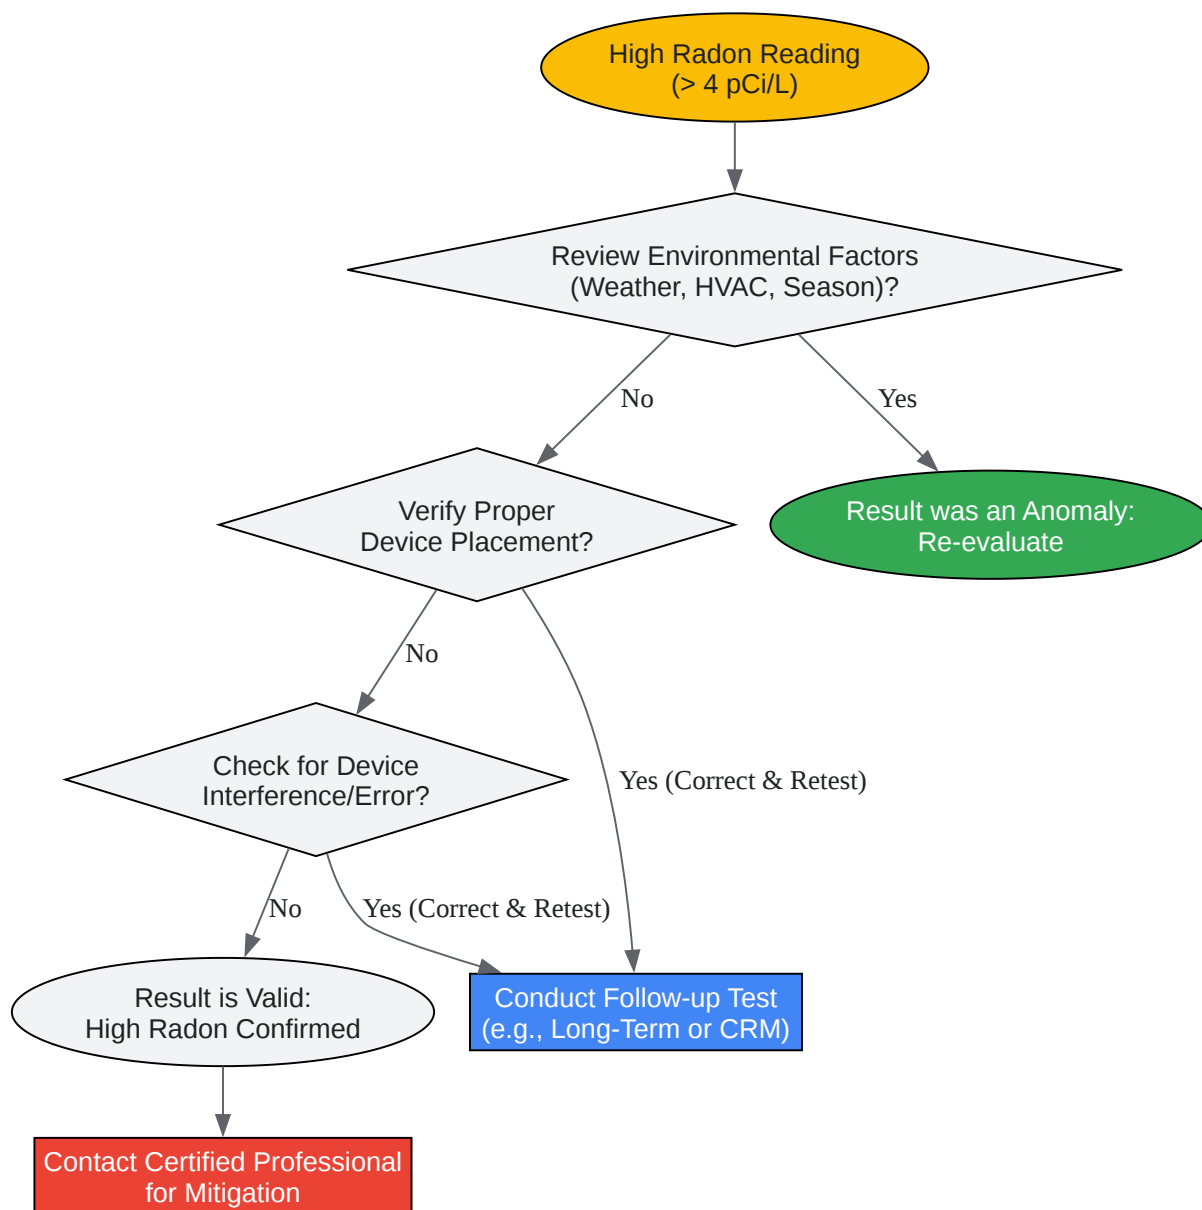 High Radon Reading
(> 4 pCi/L)
Review Environmental Factors
(Weather, HVAC, Season)?
No
Yes
Verify Proper
Device Placement?
Result was an Anomaly:
Re-evaluate
No
Yes (Correct & Retest)
Check for Device
Interference/Error?
No
Yes (Correct & Retest)
Result is Valid:
High Radon Confirmed
Conduct Follow-up Test
(e.g., Long-Term or CRM)
Contact Certified Professional
for Mitigation